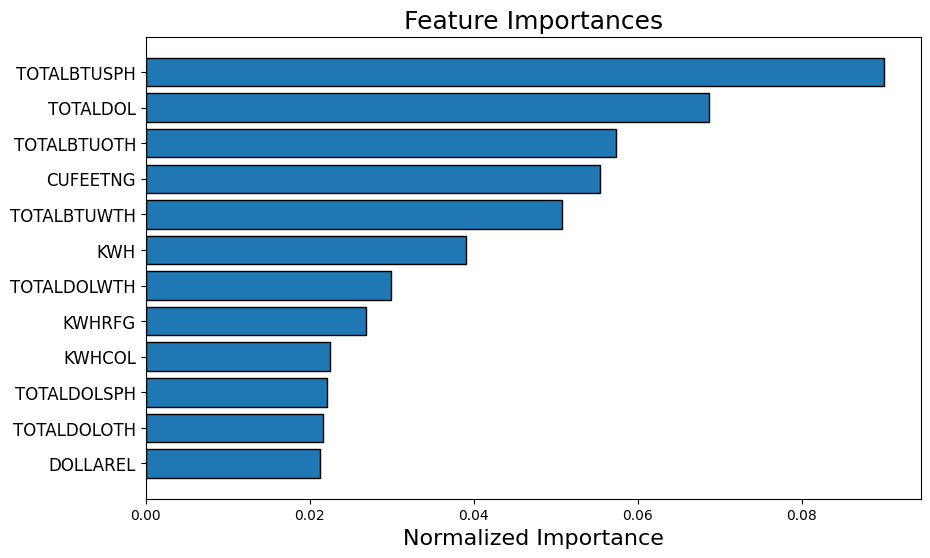 Feature Importances
TOTALBTUSPH
TOTALDOL
TOTALBTUOTH
CUFEETNG
TOTALBTUWTH
KWH
TOTALDOLWTH
KWHRFG
KWHCOL
TOTALDOLSPH
TOTALDOLOTH
DOLLAREL
0.00 0.02 0.04 0.06 0.08
Normalized Importance